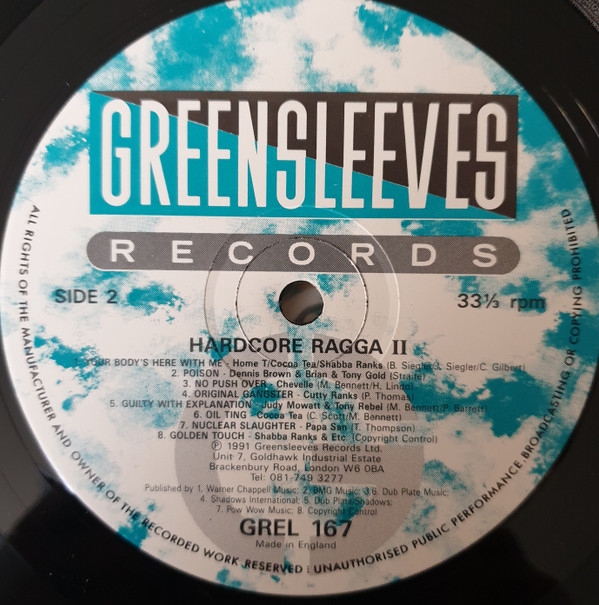 GREENSLEEVES
RECORDS
SIDE 2
33⅓ rpm
HARDCORE RAGGA II
1. YOUR BODY'S HERE WITH ME - Home T/Cocoa Tea/Shabba Ranks (B. Siegler/J. Siegler/C. Gilbert)
2. POISON - Dennis Brown & Brian & Tony Gold (Straite)
3. NO PUSH OVER - Chevelle (M. Bennett/H. Lindo)
4. ORIGINAL GANGSTER - Cutty Ranks (P. Thomas)
5. GUILTY WITH EXPLANATION - Judy Mowatt & Tony Rebel (M. Bennett/P. Barrett)
6. OIL TING - Cocoa Tea (C. Scott/M. Bennett)
7. NUCLEAR SLAUGHTER - Papa San (T. Thompson)
8. GOLDEN TOUCH - Shabba Ranks & Etc. (Copyright Control)
℗ 1991 Greensleeves Records Ltd.
Unit 7, Goldhawk Industrial Estate
Brackenbury Road, London W6 0BA
Tel: 081-749 3277
Published by 1. Warner Chappell Music: 2. BMG Music: 3.6. Dub Plate Music:
4. Shadows International: 5. Dub Plate/Shadows:
7. Pow Wow Music: 8. Copyright Control
GREL 167
Made in England
ALL RIGHTS OF THE MANUFACTURER AND OWNER OF THE RECORDED WORK RESERVED : UNAUTHORISED PUBLIC PERFORMANCE, BROADCASTING OR COPYING PROHIBITED